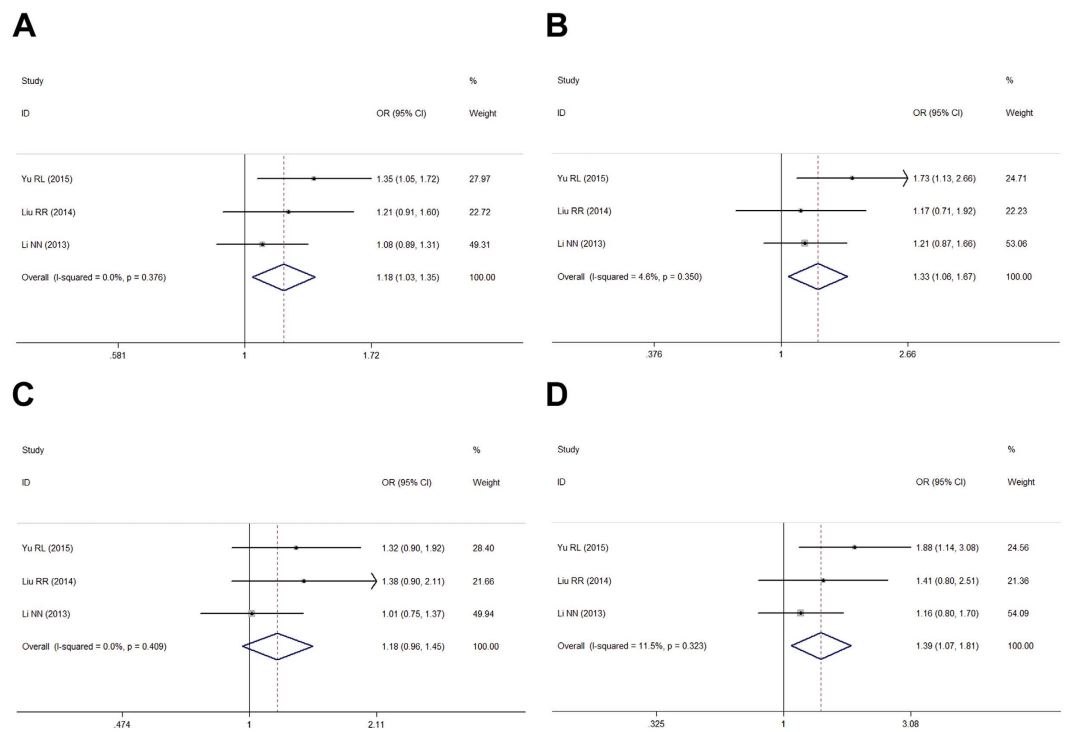 A
Study %
ID OR (95% CI) Weight
Yu RL (2015) 1.35 (1.05, 1.72) 27.97
Liu RR (2014) 1.21 (0.91, 1.60) 22.72
Li NN (2013) 1.08 (0.89, 1.31) 49.31
Overall (I-squared = 0.0%, p = 0.376) 1.18 (1.03, 1.35) 100.00
.581 1 1.72
B
Study %
ID OR (95% CI) Weight
Yu RL (2015) 1.73 (1.13, 2.66) 24.71
Liu RR (2014) 1.17 (0.71, 1.92) 22.23
Li NN (2013) 1.21 (0.87, 1.66) 53.06
Overall (I-squared = 4.6%, p = 0.350) 1.33 (1.06, 1.67) 100.00
.376 1 2.66
C
Study %
ID OR (95% CI) Weight
Yu RL (2015) 1.32 (0.90, 1.92) 28.40
Liu RR (2014) 1.38 (0.90, 2.11) 21.66
Li NN (2013) 1.01 (0.75, 1.37) 49.94
Overall (I-squared = 0.0%, p = 0.409) 1.18 (0.96, 1.45) 100.00
.474 1 2.11
D
Study %
ID OR (95% CI) Weight
Yu RL (2015) 1.88 (1.14, 3.08) 24.56
Liu RR (2014) 1.41 (0.80, 2.51) 21.36
Li NN (2013) 1.16 (0.80, 1.70) 54.09
Overall (I-squared = 11.5%, p = 0.323) 1.39 (1.07, 1.81) 100.00
.325 1 3.08